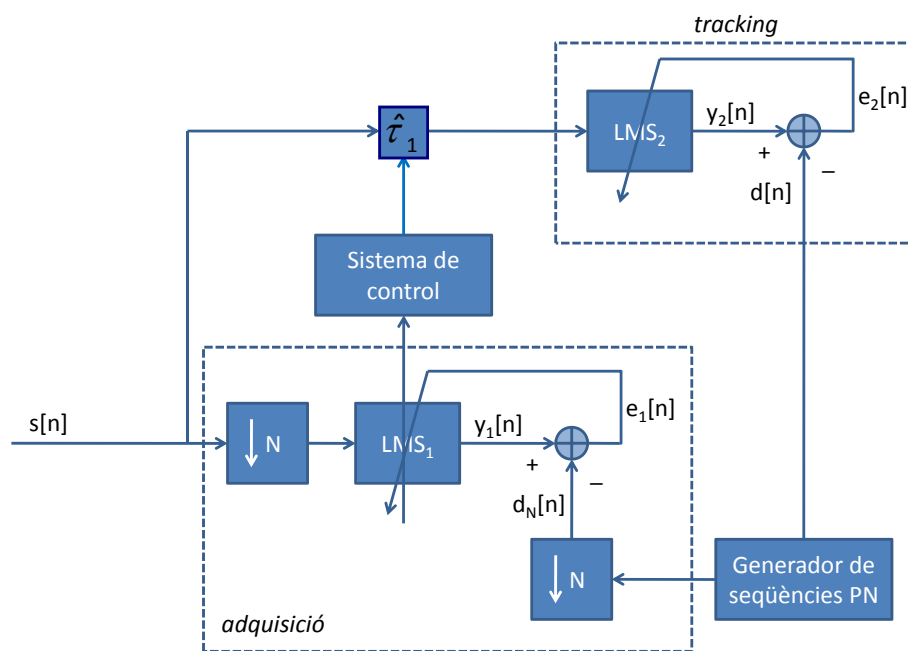 tracking
LMS₂
y₂[n]
e₂[n]
+
−
d[n]
τ̂₁
Sistema de
control
s[n]
N
LMS₁
y₁[n]
e₁[n]
+
−
dN[n]
N
Generador de
seqüències PN
adquisició